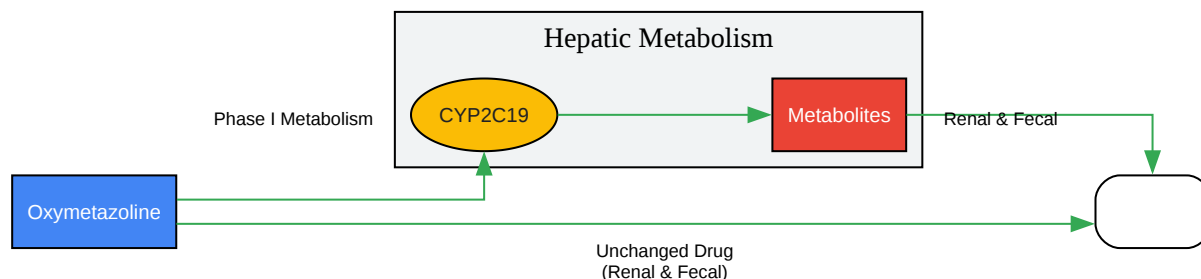 Hepatic Metabolism
CYP2C19
Metabolites
Phase I Metabolism
Renal & Fecal
Oxymetazoline
Unchanged Drug
(Renal & Fecal)